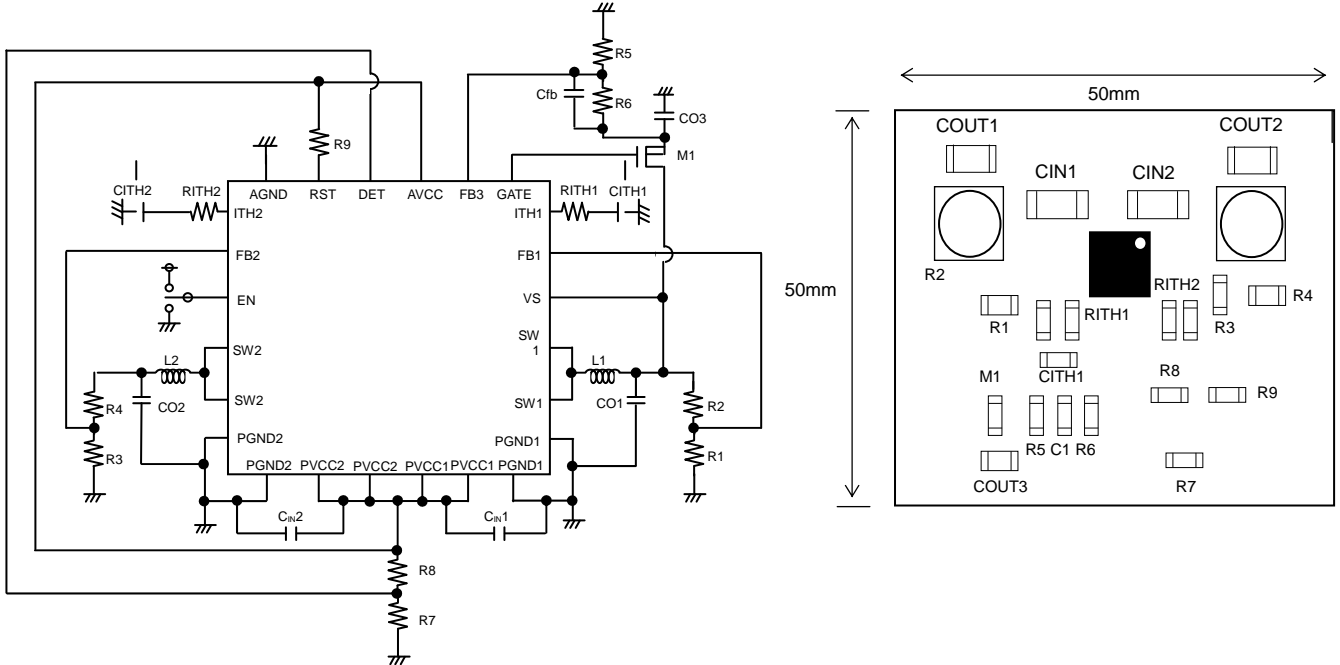 R5
Cfb
R6
CO3
M1
R9
CITH2
RITH2
AGND
RST
DET
AVCC
FB3
GATE
RITH1
CITH1
ITH2
ITH1
FB2
FB1
EN
VS
SW2
SW
1
L2
L1
SW2
SW1
R4
CO2
CO1
R2
PGND2
PGND1
R3
R1
PGND2
PVCC2
PVCC2
PVCC1
PVCC1
PGND1
CIN2
CIN1
R8
R7
50mm
50mm
COUT1
COUT2
CIN1
CIN2
R2
RITH2
R4
R1
RITH1
R3
M1
CITH1
R8
R9
R5
C1
R6
COUT3
R7